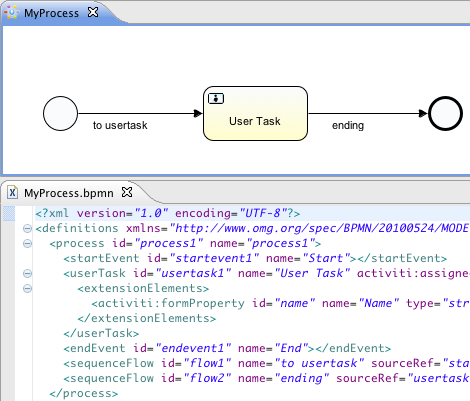 MyProcess
to usertask
User Task
ending
MyProcess.bpmn
<?xml version="1.0" encoding="UTF-8"?>
<definitions xmlns="http://www.omg.org/spec/BPMN/20100524/MODE
<process id="process1" name="process1">
<startEvent id="startevent1" name="Start"></startEvent>
<userTask id="usertask1" name="User Task" activiti:assigne
<extensionElements>
<activiti:formProperty id="name" name="Name" type="str
</extensionElements>
</userTask>
<endEvent id="endevent1" name="End"></endEvent>
<sequenceFlow id="flow1" name="to usertask" sourceRef="sta
<sequenceFlow id="flow2" name="ending" sourceRef="usertask
</process>